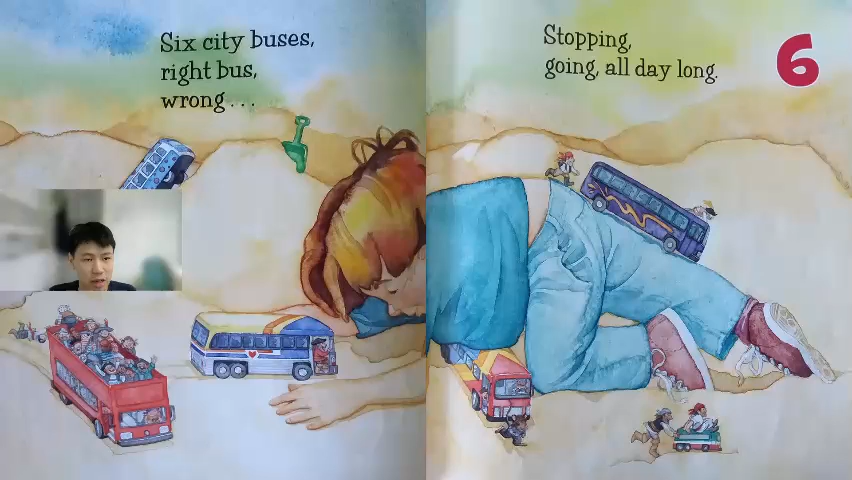 Six city buses,
right bus,
wrong...
Stopping,
going, all day long.
6